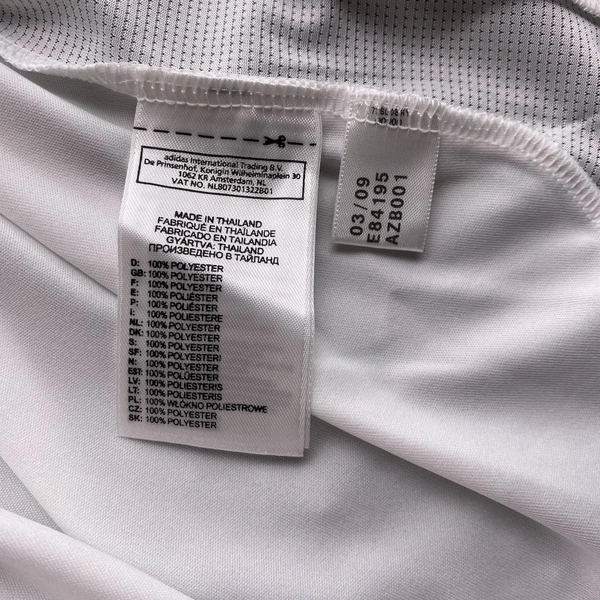 adidas International Trading B.V.
De Prinsenhof, Konigin Wilhelminaplein 30
1062 KR Amsterdam, NL
VAT NO. NL807301322B01
MADE IN THAILAND
FABRIQUÉ EN THAÏLANDE
FABRICADO EN TAILANDIA
GYÁRTVA: THAILAND
ПРОИЗВЕДЕНО В ТАЙЛАНД
D: 100% POLYESTER
GB: 100% POLYESTER
F: 100% POLYESTER
E: 100% POLIÉSTER
P: 100% POLIÉSTER
I: 100% POLIESTERE
NL: 100% POLYESTER
DK: 100% POLYESTER
S: 100% POLYESTER
SF: 100% POLYESTERI
N: 100% POLYESTER
EST: 100% POLÜESTER
LV: 100% POLIESTERIS
LT: 100% POLIESTERIS
PL: 100% WŁÓKNO POLIESTROWE
CZ: 100% POLYESTER
SK: 100% POLYESTER
03/09
E84195
AZB001